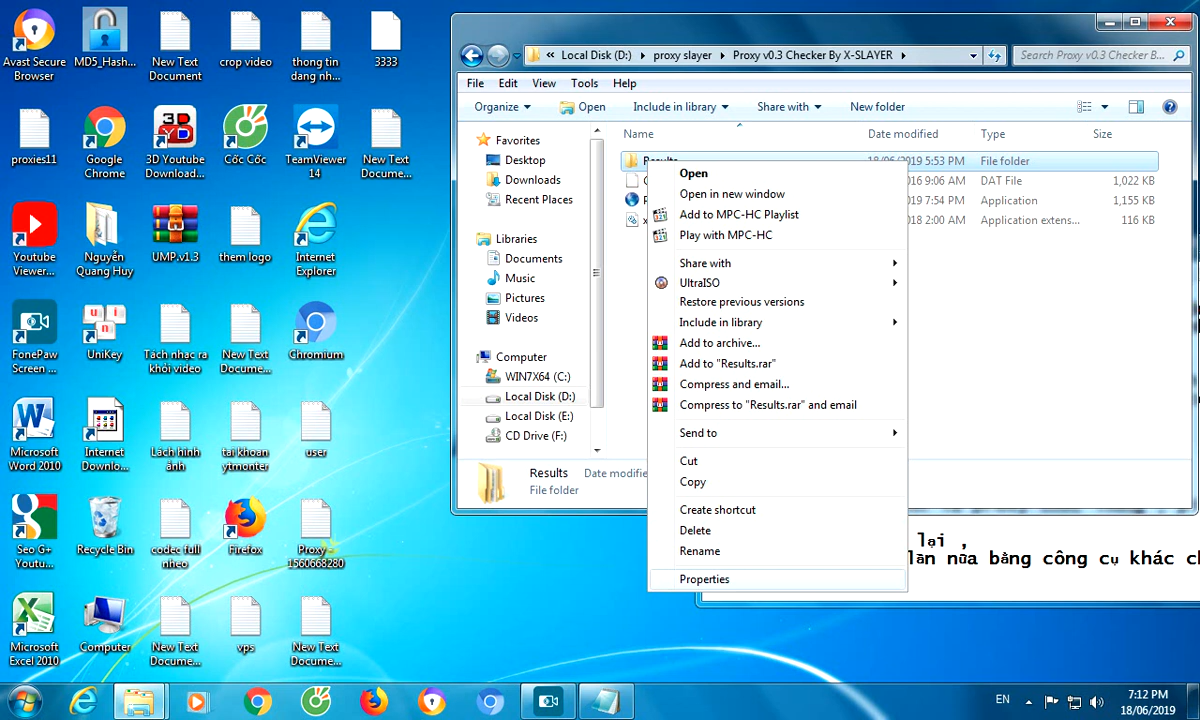 Avast Secure
Browser
MD5_Hash...
New Text
Document
crop video
thong tin
dang nh...
3333
proxies11
Google
Chrome
3D Youtube
Download...
Cốc Cốc
TeamViewer
14
New Text
Docume...
Youtube
Viewer...
Nguyễn
Quang Huy
UMP.v1.3
them logo
Internet
Explorer
FonePaw
Screen ...
UniKey
Tach nhạc ra
khỏi video
New Text
Docume...
Chromium
Microsoft
Word 2010
Internet
Downlo...
Lách hình
ảnh
tai khoan
ytmonter
user
Seo G+
Youtu...
Recycle Bin
codec full
nheo
Firefox
Proxy -
1560668280
Microsoft
Excel 2010
Computer
New Text
Docume...
vps
New Text
Docume...
« Local Disk (D:) ▸ proxy slayer ▸ Proxy v0.3 Checker By X-SLAYER ▸
Search Proxy v0.3 Checker B...
File Edit View Tools Help
Organize Open Include in library Share with New folder
Name Date modified Type Size
Favorites
Desktop
Downloads
Recent Places
Libraries
Documents
Music
Pictures
Videos
Computer
WIN7X64 (C:)
Local Disk (D:)
Local Disk (E:)
CD Drive (F:)
Results 18/06/2019 5:53 PM File folder
016 9:06 AM DAT File 1,022 KB
019 7:54 PM Application 1,155 KB
018 2:00 AM Application extens... 116 KB
Open
Open in new window
Add to MPC-HC Playlist
Play with MPC-HC
Share with
UltraISO
Restore previous versions
Include in library
Add to archive...
Add to "Results.rar"
Compress and email...
Compress to "Results.rar" and email
Send to
Cut
Copy
Create shortcut
Delete
Rename
Properties
Results Date modifie
File folder
lại ,
lần nửa bằng công cụ khác ch
EN
7:12 PM
18/06/2019